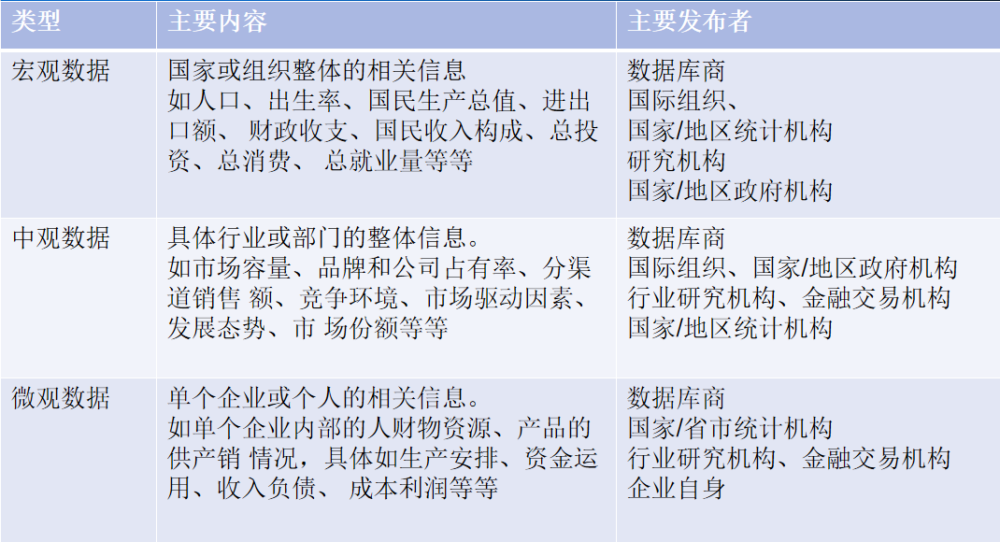 类型
主要内容
主要发布者
宏观数据
国家或组织整体的相关信息
如人口、出生率、国民生产总值、进出
口额、 财政收支、国民收入构成、总投
资、总消费、 总就业量等等
数据库商
国际组织、
国家/地区统计机构
研究机构
国家/地区政府机构
中观数据
具体行业或部门的整体信息。
如市场容量、品牌和公司占有率、分渠
道销售 额、竞争环境、市场驱动因素、
发展态势、市 场份额等等
数据库商
国际组织、国家/地区政府机构
行业研究机构、金融交易机构
国家/地区统计机构
微观数据
单个企业或个人的相关信息。
如单个企业内部的人财物资源、产品的
供产销 情况，具体如生产安排、资金运
用、收入负债、 成本利润等等
数据库商
国家/省市统计机构
行业研究机构、金融交易机构
企业自身